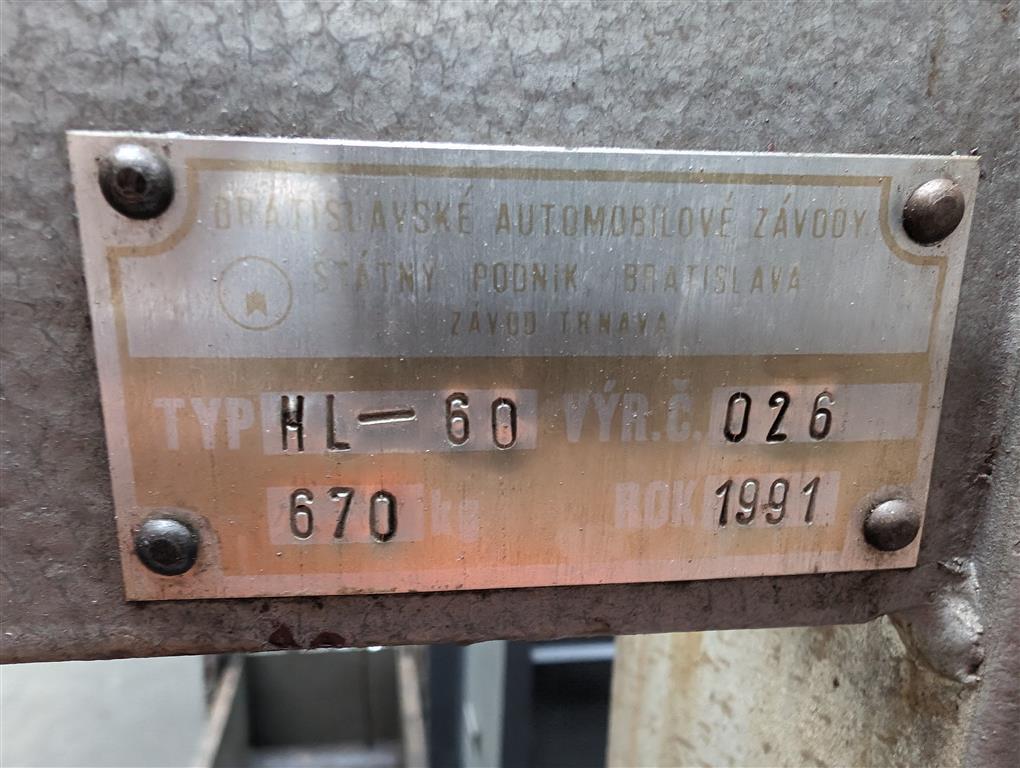 BRATISLAVSKÉ AUTOMOBILOVÉ ZÁVODY
ŠTÁTNY PODNIK, BRATISLAVA
ZÁVOD TRNAVA
TYP HL-60 VÝR.Č. 026
670 kg ROK 1991